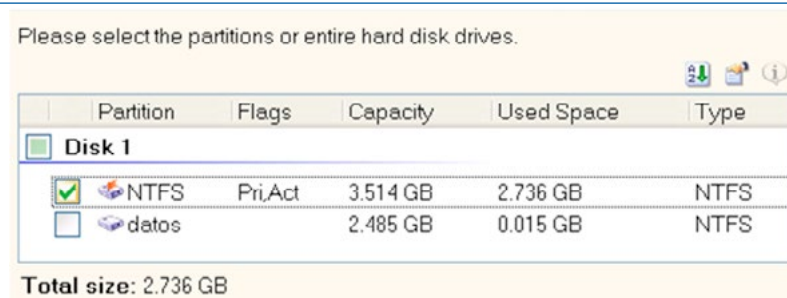 Please select the partitions or entire hard disk drives.
Partition Flags Capacity Used Space Type
Disk 1
NTFS Pri,Act 3.514 GB 2.736 GB NTFS
datos 2.485 GB 0.015 GB NTFS
Total size: 2.736 GB